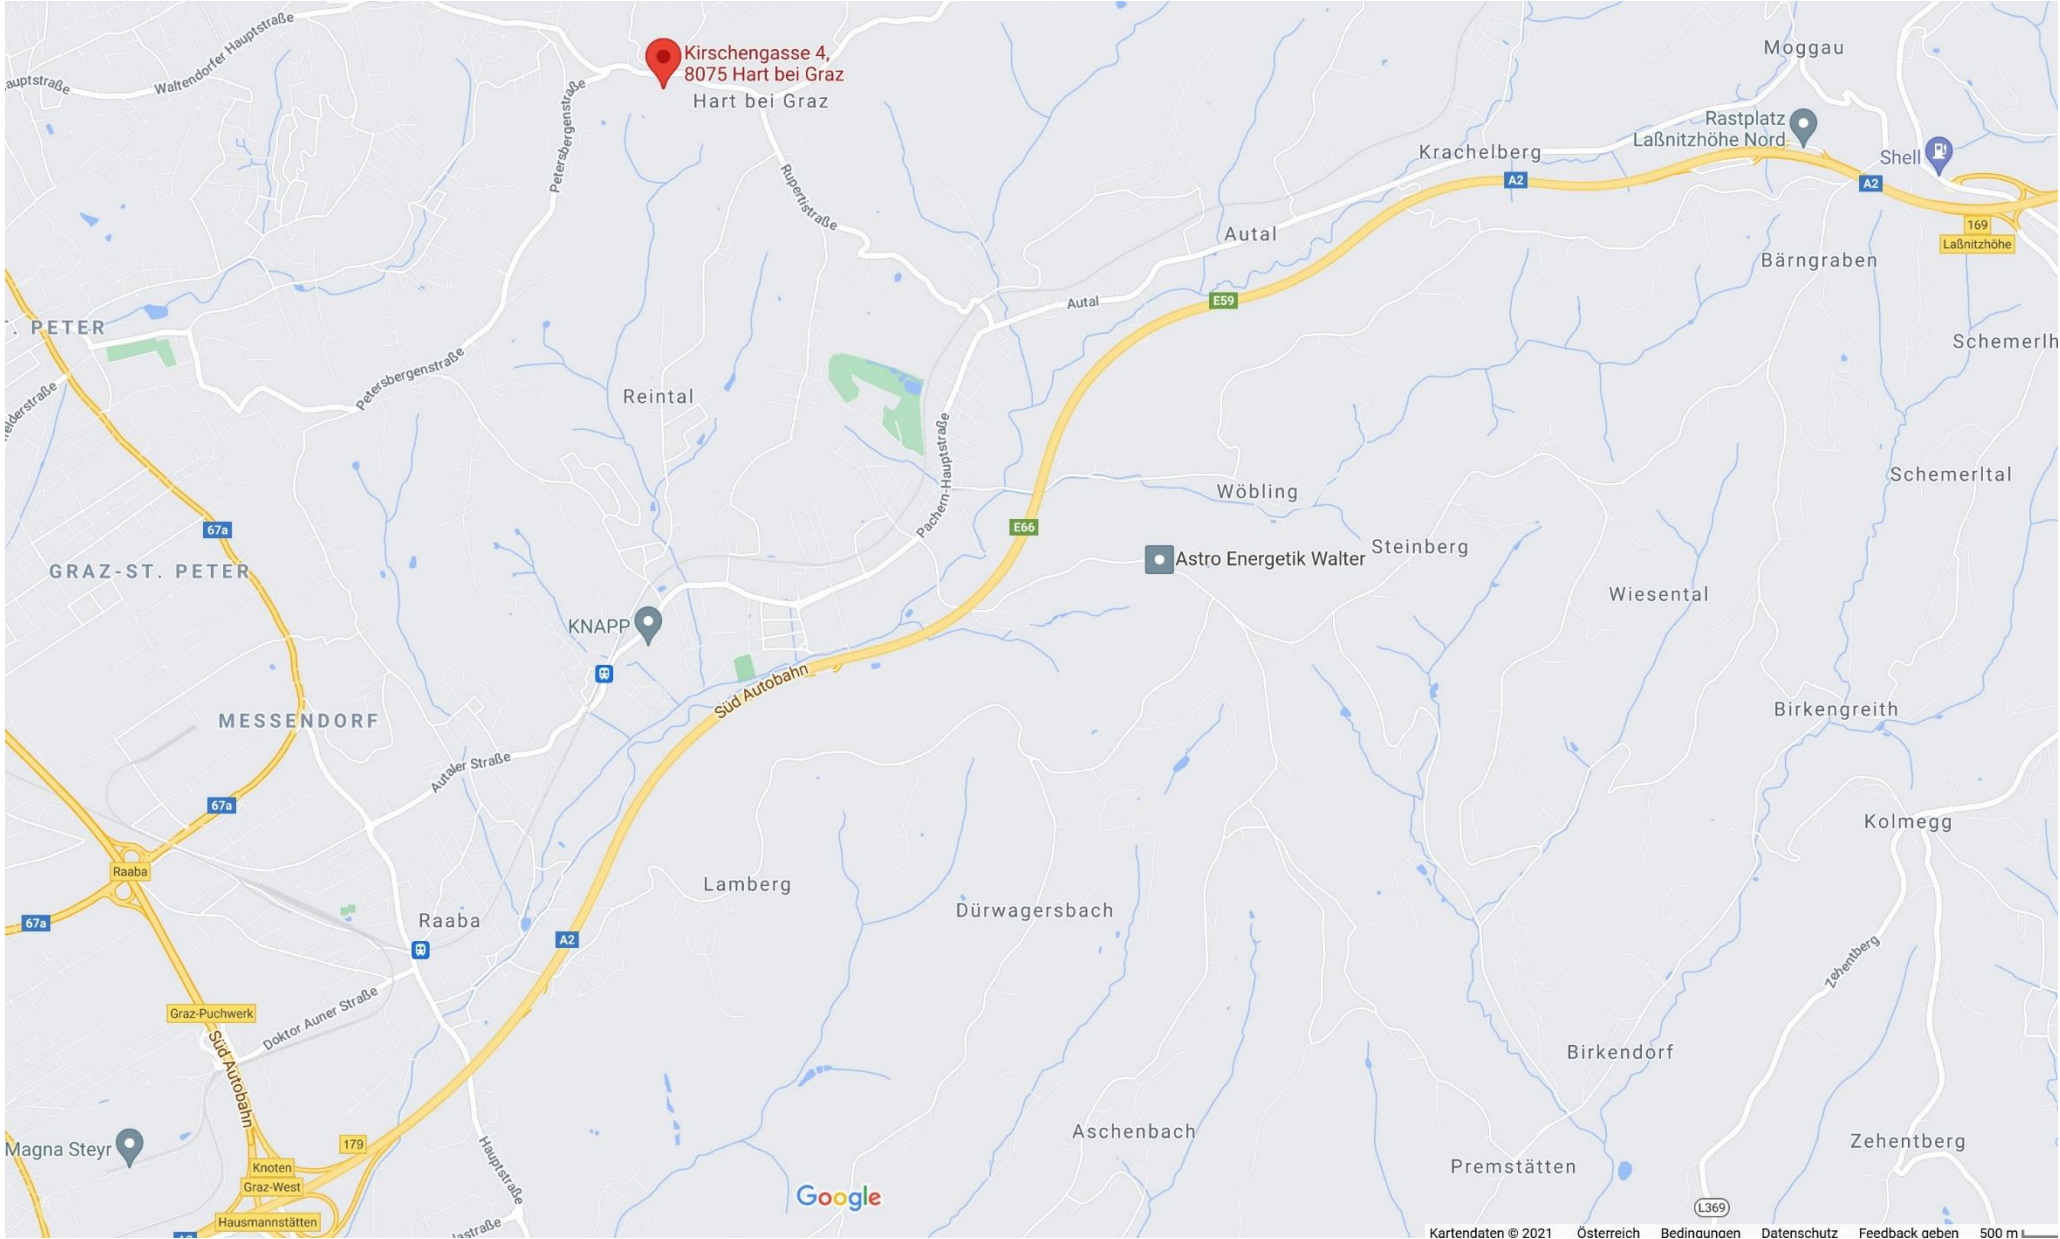 Waltendorfer Hauptstraße
auptstraße
Kirschengasse 4,
8075 Hart bei Graz
Hart bei Graz
Petersbergenstraße
Rupertistraße
Moggau
Rastplatz
Laßnitzhöhe Nord
Krachelberg
Shell
A2
A2
169
Laßnitzhöhe
Autal
Bärngraben
E59
Autal
T. PETER
Schemerlh
Petersbergenstraße
Reintal
Pachern-Hauptstraße
Schemerltal
Wöbling
67a
E66
Steinberg
Astro Energetik Walter
GRAZ-ST. PETER
Wiesental
KNAPP
Süd Autobahn
MESSENDORF
Birkengreith
Autaler Straße
67a
Kolmegg
Raaba
Lamberg
Dürwagersbach
67a
Raaba
A2
Zehentberg
Graz-Puchwerk
Doktor Auner Straße
Süd Autobahn
Birkendorf
Magna Steyr
179
Hauptstraße
Aschenbach
Zehentberg
Knoten
Graz-West
Premstätten
Google
L369
Hausmannstätten
Kartendaten © 2021 Österreich Bedingungen Datenschutz Feedback geben 500 m